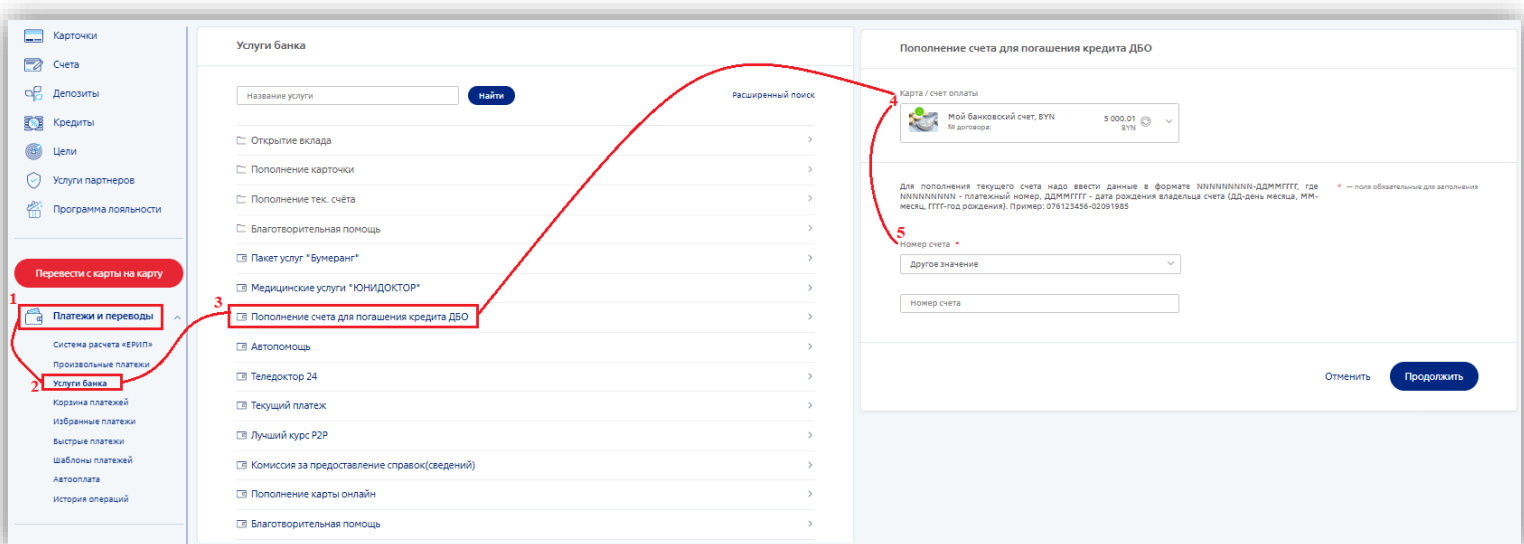 Карточки
Счета
Депозиты
Кредиты
Цели
Услуги партнеров
Программа лояльности
Перевести с карты на карту
1
Платежи и переводы
Система расчета «ЕРИП»
Произвольные платежи
2
Услуги банка
Корзина платежей
Избранные платежи
Быстрые платежи
Шаблоны платежей
Автооплата
История операций
Услуги банка
Название услуги
Найти
Расширенный поиск
Открытие вклада
Пополнение карточки
Пополнение тек. счёта
Благотворительная помощь
Пакет услуг "Бумеранг"
Медицинские услуги "ЮНИДОКТОР"
3
Пополнение счета для погашения кредита ДБО
Автопомощь
Теледоктор 24
Текущий платеж
Лучший курс P2P
Комиссия за предоставление справок(сведений)
Пополнение карты онлайн
Благотворительная помощь
Пополнение счета для погашения кредита ДБО
4
Карта / счет оплаты
Мой банковский счет, BYN
№ договора:
5 000.01
BYN
Для пополнения текущего счета надо ввести данные в формате NNNNNNNNN-ДДММГГГГ, где
NNNNNNNNN - платежный номер, ДДММГГГГ - дата рождения владельца счета (ДД-день месяца, ММ-
месяц, ГГГГ-год рождения). Пример: 076123456-02091985
* — поля обязательные для заполнения
5
Номер счета *
Другое значение
Номер счета
Отменить
Продолжить